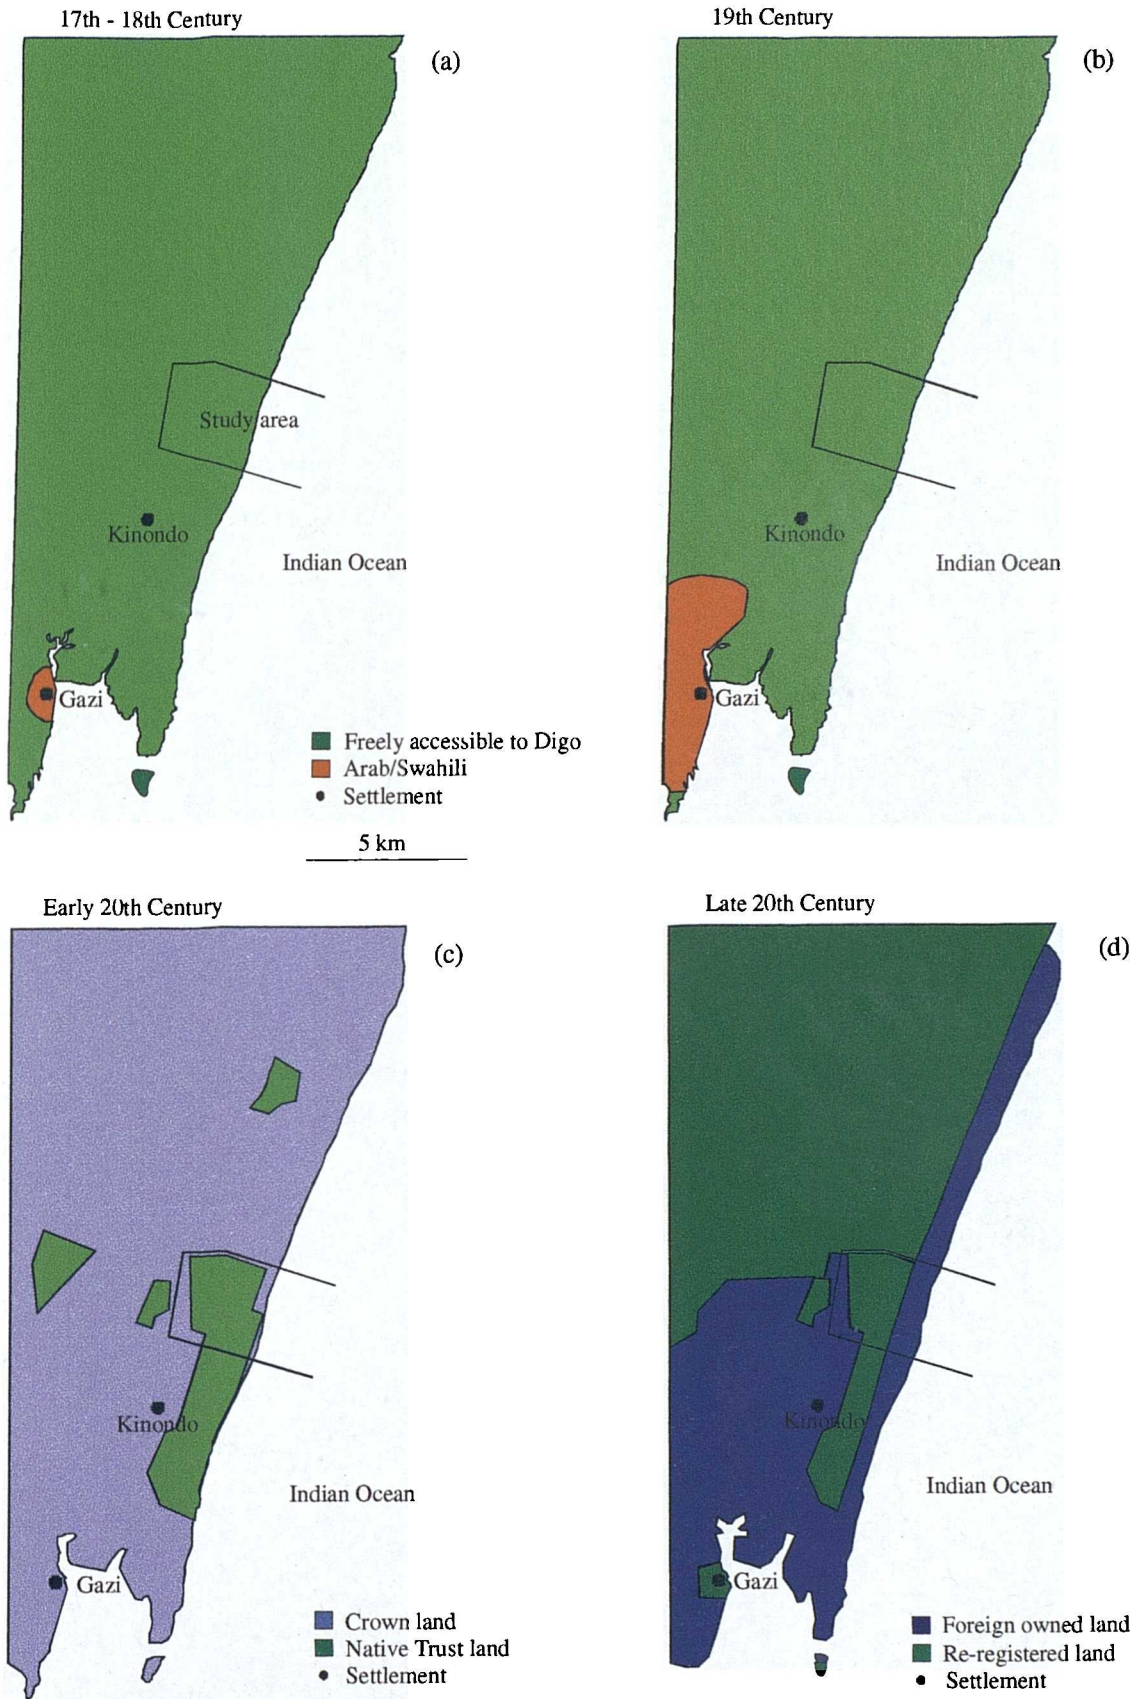 17th - 18th Century
(a)
Study area
Kinondo
Indian Ocean
Gazi
Freely accessible to Digo
Arab/Swahili
Settlement
5 km
19th Century
(b)
Kinondo
Indian Ocean
Gazi
Early 20th Century
(c)
Kinondo
Indian Ocean
Gazi
Crown land
Native Trust land
Settlement
Late 20th Century
(d)
Kinondo
Indian Ocean
Gazi
Foreign owned land
Re-registered land
Settlement